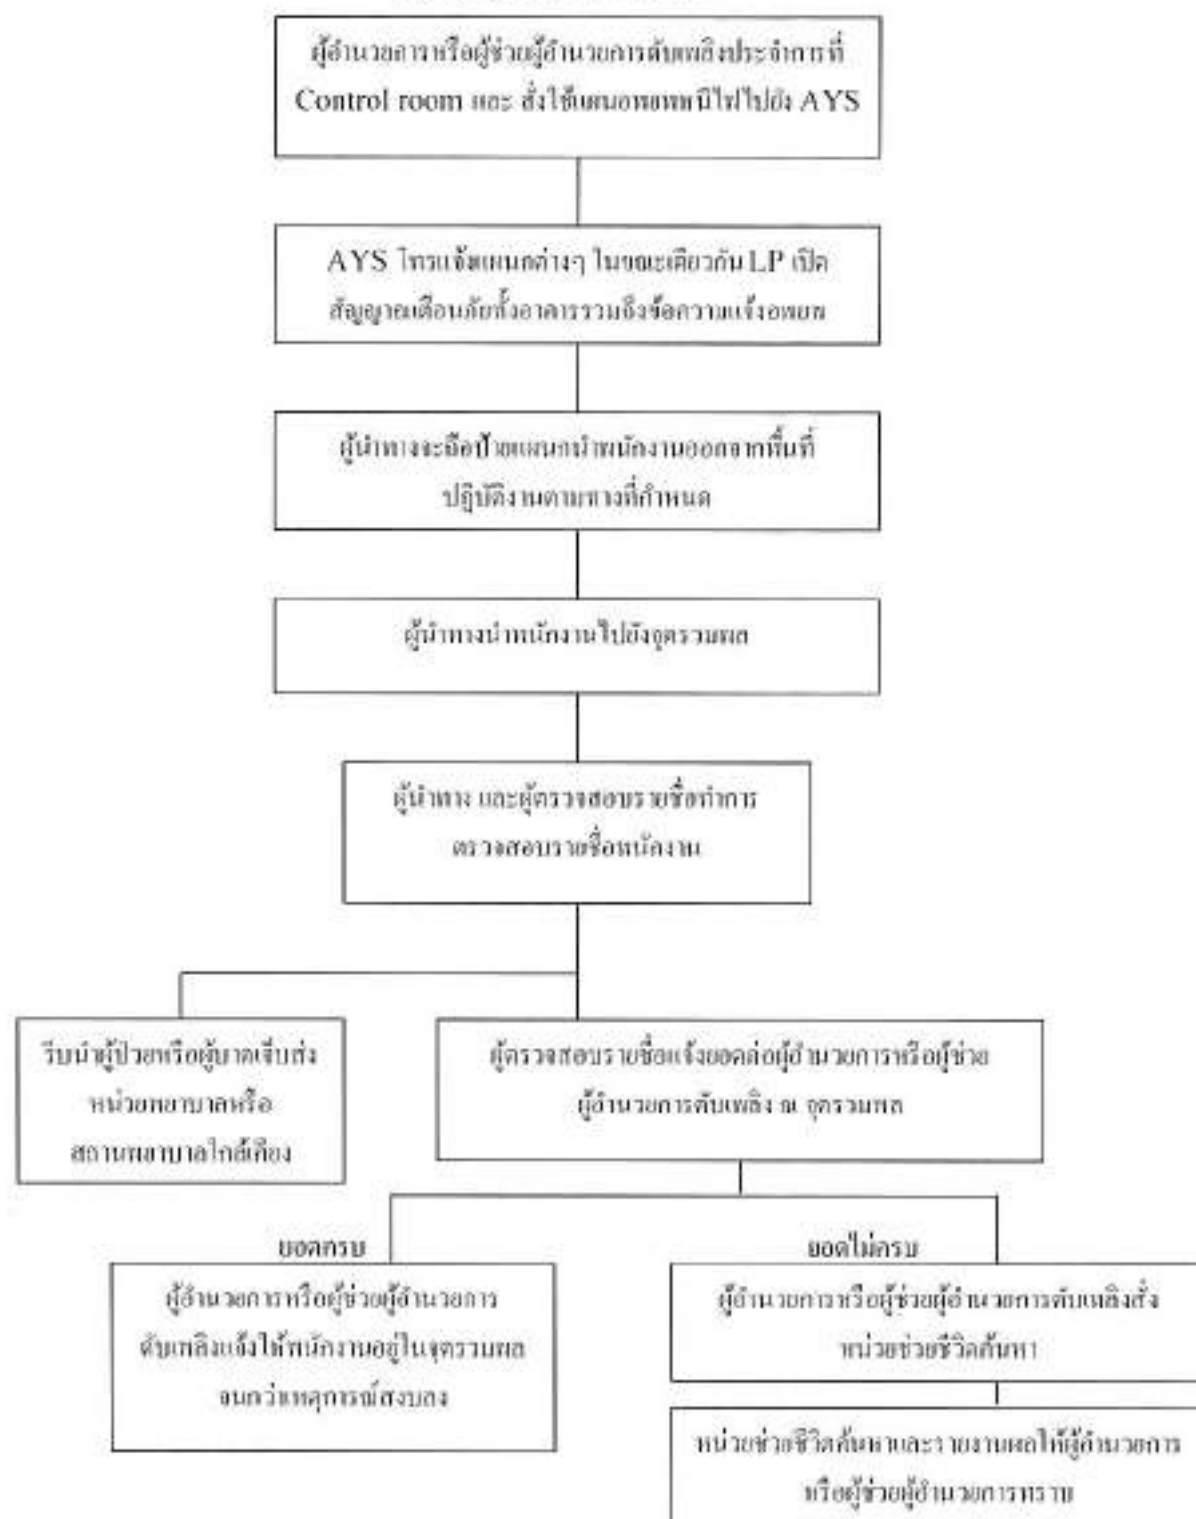 ผู้อำนวยการหรือผู้ช่วยผู้อำนวยการดับเพลิงประจำการที่
Control room และ สั่งใช้แผนอพยพหนีไฟไปยัง AYS
AYS โทรแจ้งแผนกต่างๆ ในขณะเดียวกัน LP เปิด
สัญญาณเตือนภัยทั้งอาคารรวมถึงข้อความแจ้งอพยพ
ผู้นำทางจะถือป้ายแผนกนำพนักงานออกจากพื้นที่
ปฏิบัติงานตามทางที่กำหนด
ผู้นำทางนำพนักงานไปยังจุดรวมพล
ผู้นำทาง และผู้ตรวจสอบรายชื่อทำการ
ตรวจสอบรายชื่อพนักงาน
รีบนำผู้ป่วยหรือผู้บาดเจ็บส่ง
หน่วยพยาบาลหรือ
สถานพยาบาลใกล้เคียง
ผู้ตรวจสอบรายชื่อแจ้งยอดต่อผู้อำนวยการหรือผู้ช่วย
ผู้อำนวยการดับเพลิง ณ จุดรวมพล
ยอดครบ
ผู้อำนวยการหรือผู้ช่วยผู้อำนวยการ
ดับเพลิงแจ้งให้พนักงานอยู่ในจุดรวมพล
จนกว่าเหตุการณ์สงบลง
ยอดไม่ครบ
ผู้อำนวยการหรือผู้ช่วยผู้อำนวยการดับเพลิงสั่ง
หน่วยช่วยชีวิตค้นหา
หน่วยช่วยชีวิตค้นหาและรายงานผลให้ผู้อำนวยการ
หรือผู้ช่วยผู้อำนวยการทราบ